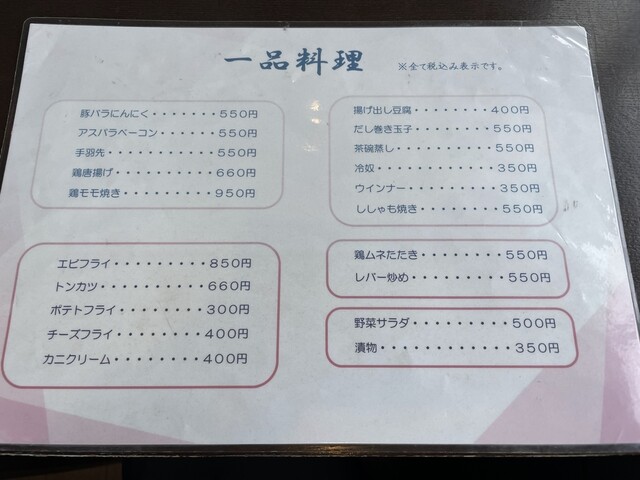 一品料理
※全て税込み表示です。
豚バラにんにく・・・・・・・550円
アスパラベーコン・・・・・・550円
手羽先・・・・・・・・・・・550円
鶏唐揚げ・・・・・・・・・・660円
鶏モモ焼き・・・・・・・・・950円
エビフライ・・・・・・・・・850円
トンカツ・・・・・・・・・・660円
ポテトフライ・・・・・・・・300円
チーズフライ・・・・・・・・400円
カニクリーム・・・・・・・・400円
揚げ出し豆腐・・・・・・・・400円
だし巻き玉子・・・・・・・・550円
茶碗蒸し・・・・・・・・・・550円
冷奴・・・・・・・・・・・・350円
ウインナー・・・・・・・・・350円
ししゃも焼き・・・・・・・・550円
鶏ムネたたき・・・・・・・・550円
レバー炒め・・・・・・・・・550円
野菜サラダ・・・・・・・・・500円
漬物・・・・・・・・・・・・350円